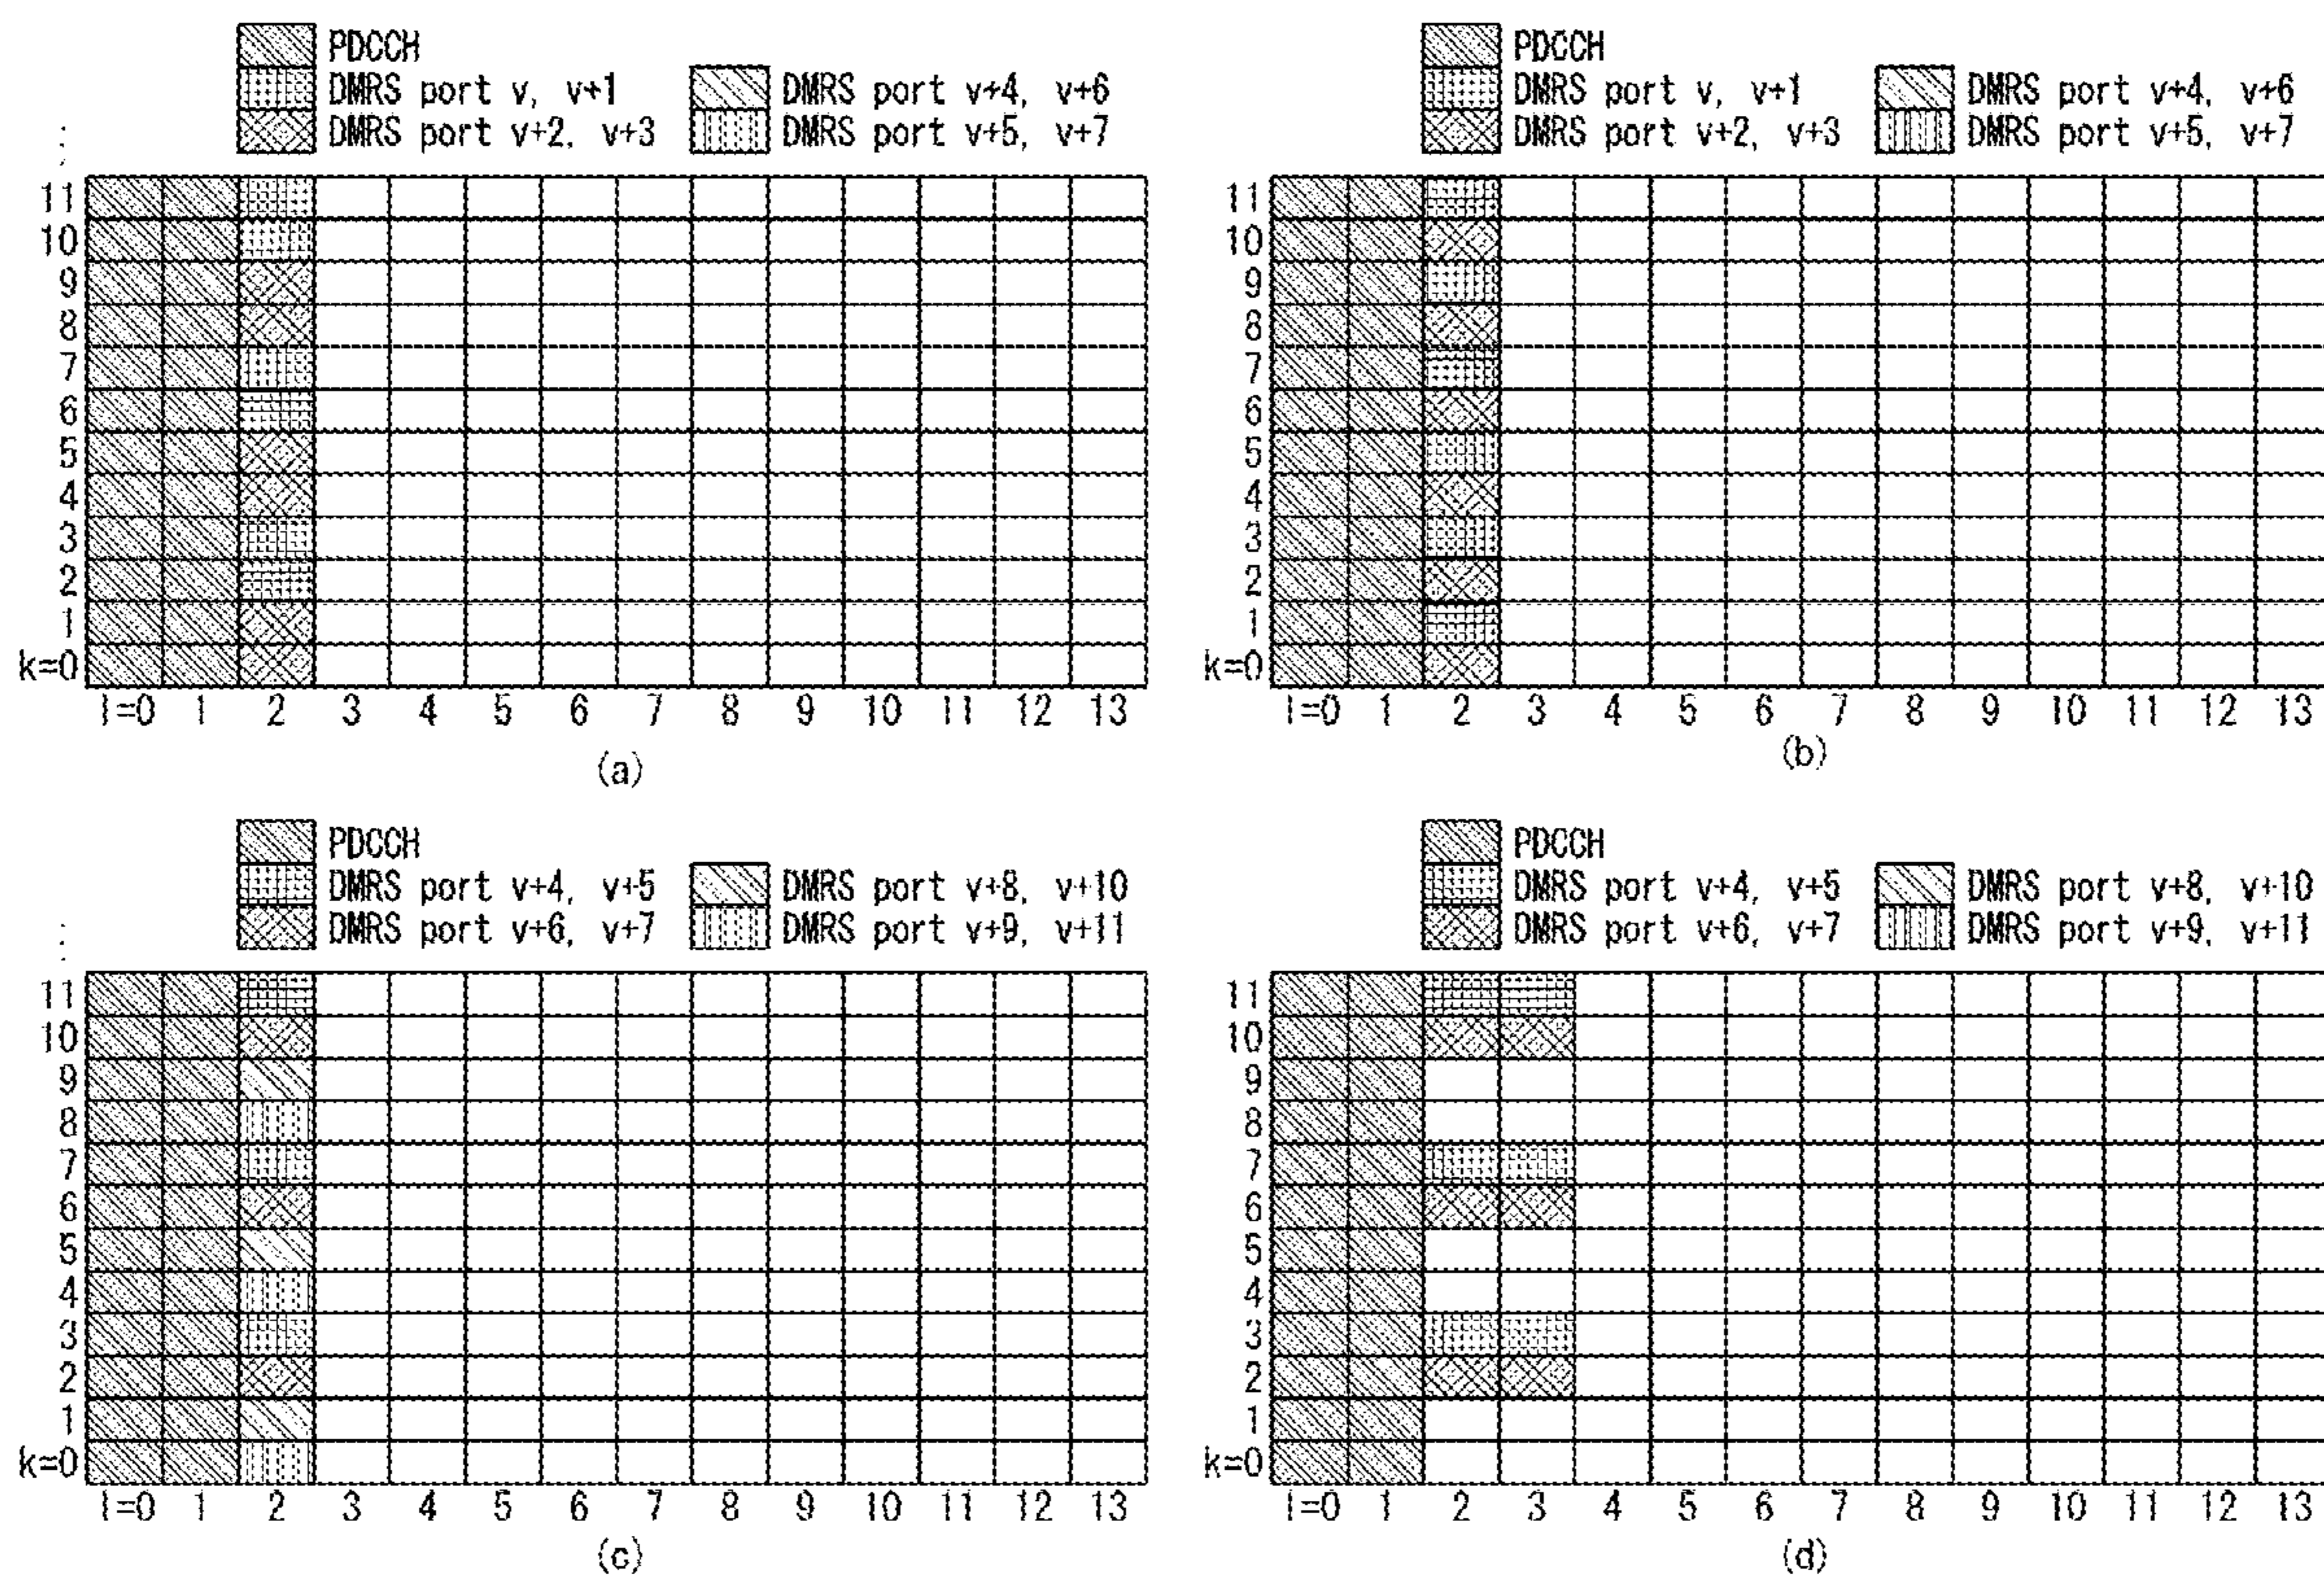 PDCCH
DMRS port v, v+1
DMRS port v+2, v+3
DMRS port v+4, v+6
DMRS port v+5, v+7
11
10
9
8
7
6
5
4
3
2
1
k=0
l=0 1 2 3 4 5 6 7 8 9 10 11 12 13
(a)
PDCCH
DMRS port v, v+1
DMRS port v+2, v+3
DMRS port v+4, v+6
DMRS port v+5, v+7
11
10
9
8
7
6
5
4
3
2
1
k=0
l=0 1 2 3 4 5 6 7 8 9 10 11 12 13
(b)
PDCCH
DMRS port v+4, v+5
DMRS port v+6, v+7
DMRS port v+8, v+10
DMRS port v+9, v+11
11
10
9
8
7
6
5
4
3
2
1
k=0
l=0 1 2 3 4 5 6 7 8 9 10 11 12 13
(c)
PDCCH
DMRS port v+4, v+5
DMRS port v+6, v+7
DMRS port v+8, v+10
DMRS port v+9, v+11
11
10
9
8
7
6
5
4
3
2
1
k=0
l=0 1 2 3 4 5 6 7 8 9 10 11 12 13
(d)